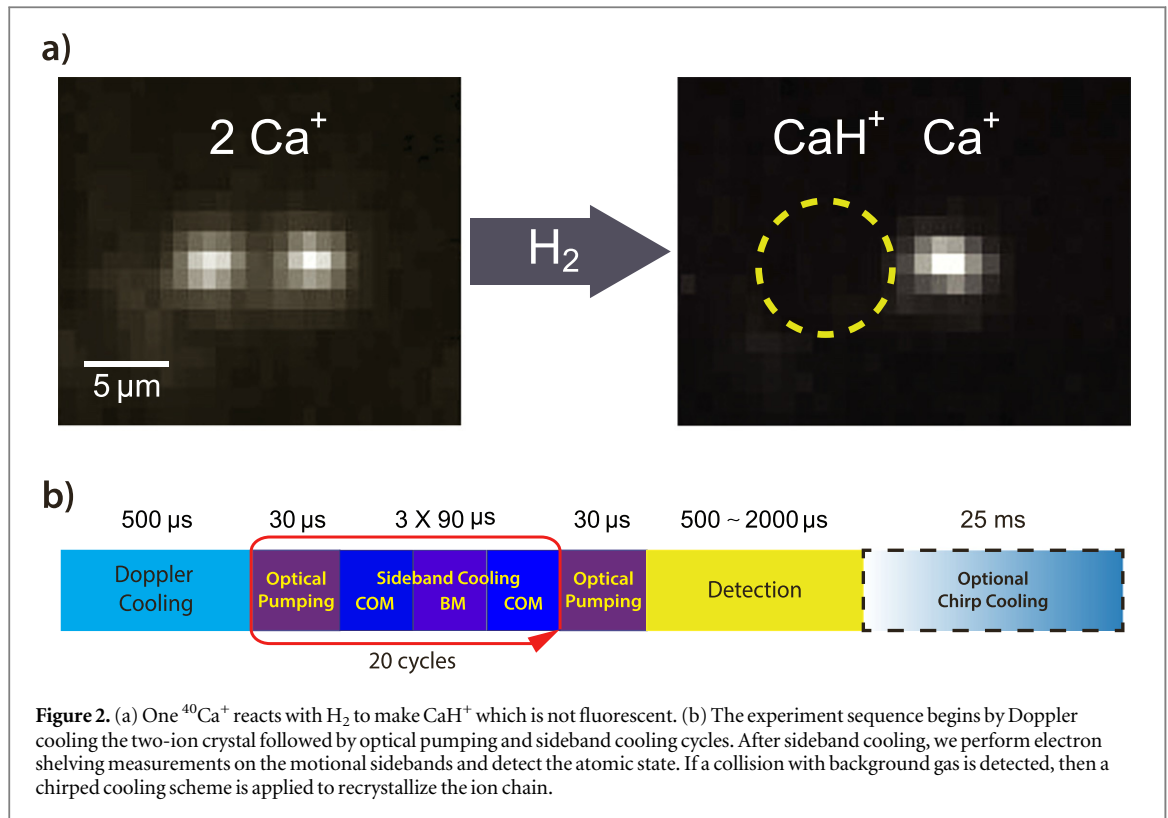 a)
2 Ca⁺
CaH⁺ Ca⁺
H₂
5 µm
b)
500 µs 30 µs 3 X 90 µs 30 µs 500 ~ 2000 µs 25 ms
Doppler
Cooling
Optical
Pumping
Sideband Cooling
COM BM COM
Optical
Pumping
Detection
Optional
Chirp Cooling
20 cycles
Figure 2. (a) One ⁴⁰Ca⁺ reacts with H₂ to make CaH⁺ which is not fluorescent. (b) The experiment sequence begins by Doppler
cooling the two-ion crystal followed by optical pumping and sideband cooling cycles. After sideband cooling, we perform electron
shelving measurements on the motional sidebands and detect the atomic state. If a collision with background gas is detected, then a
chirped cooling scheme is applied to recrystallize the ion chain.